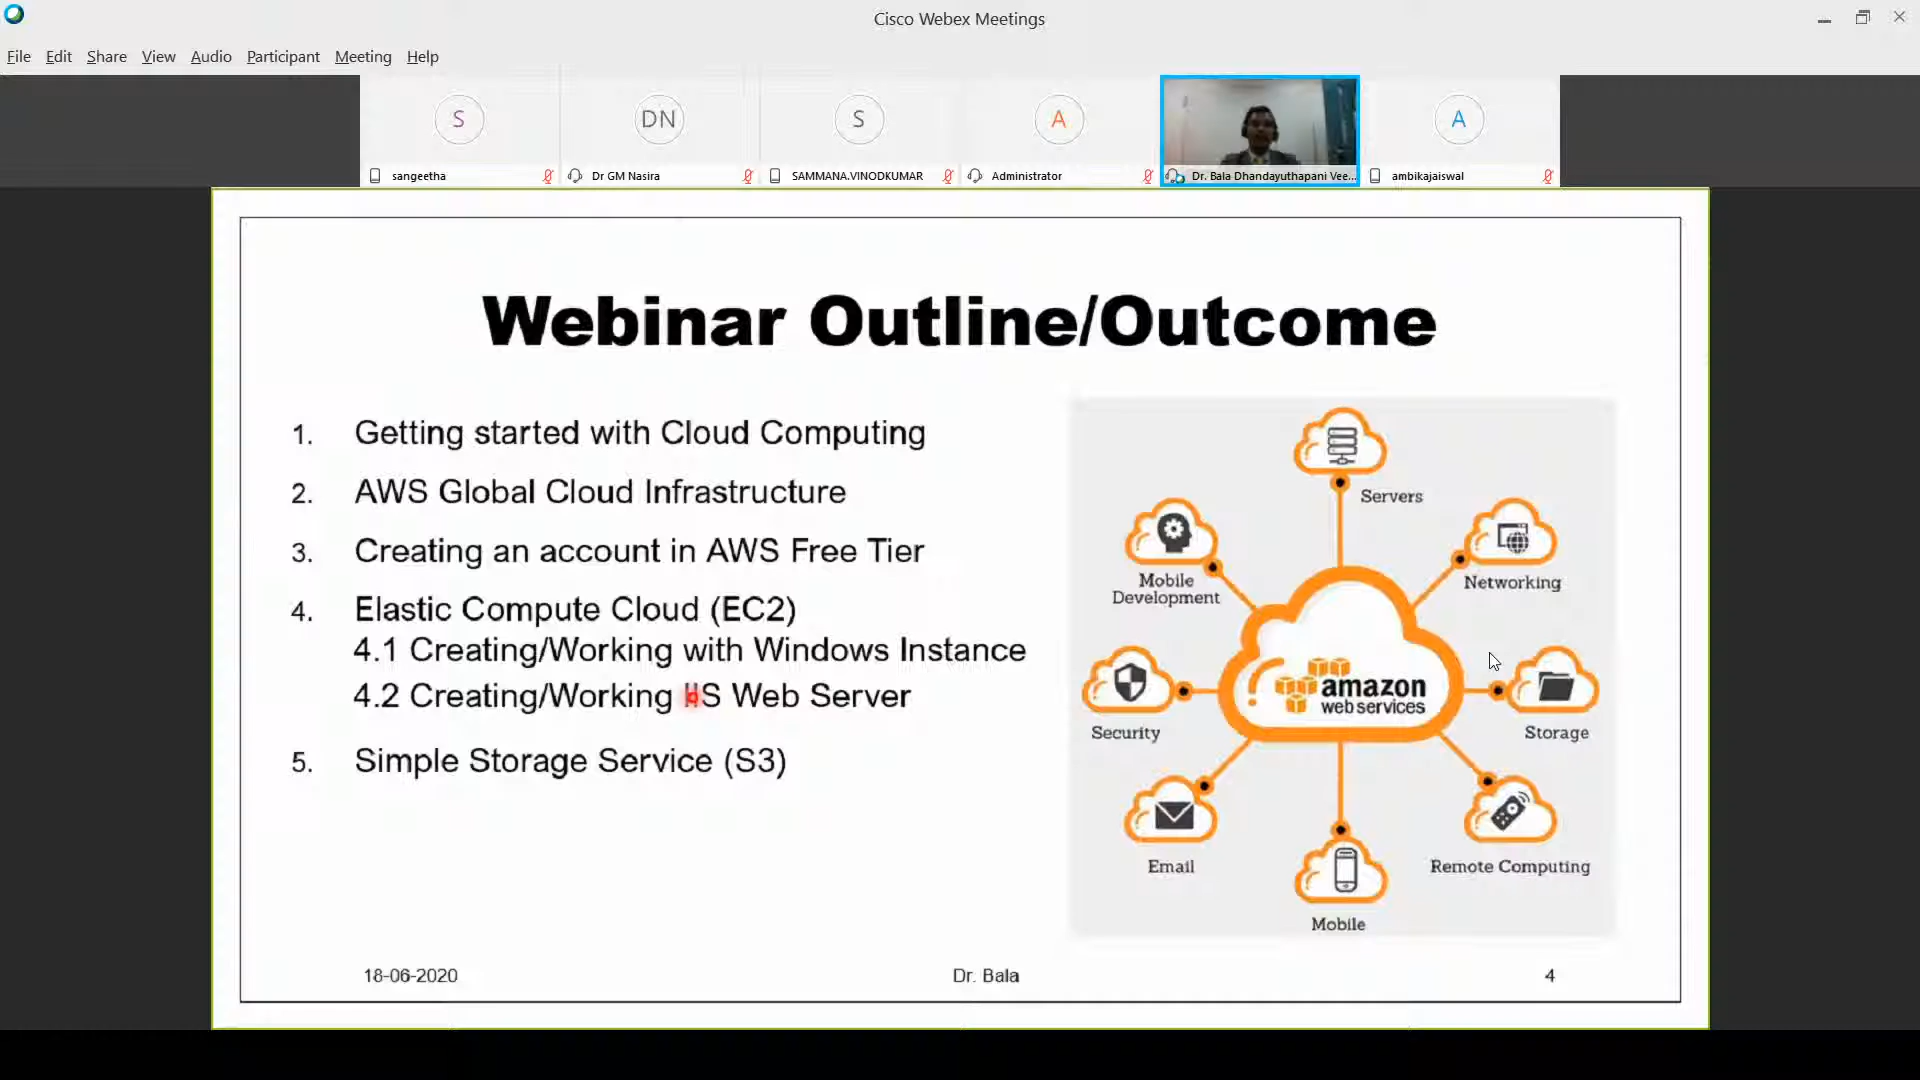 Cisco Webex Meetings
File Edit Share View Audio Participant Meeting Help
S DN S A A
sangeetha Dr GM Nasira SAMMANA.VINODKUMAR Administrator Dr. Bala Dhandayuthapani Vee... ambikajaiswal
Webinar Outline/Outcome
1. Getting started with Cloud Computing
2. AWS Global Cloud Infrastructure
3. Creating an account in AWS Free Tier
4. Elastic Compute Cloud (EC2)
4.1 Creating/Working with Windows Instance
4.2 Creating/Working IIS Web Server
5. Simple Storage Service (S3)
Servers
Networking
Mobile
Development
amazon
web services
Security
Storage
Email
Remote Computing
Mobile
18-06-2020 Dr. Bala 4